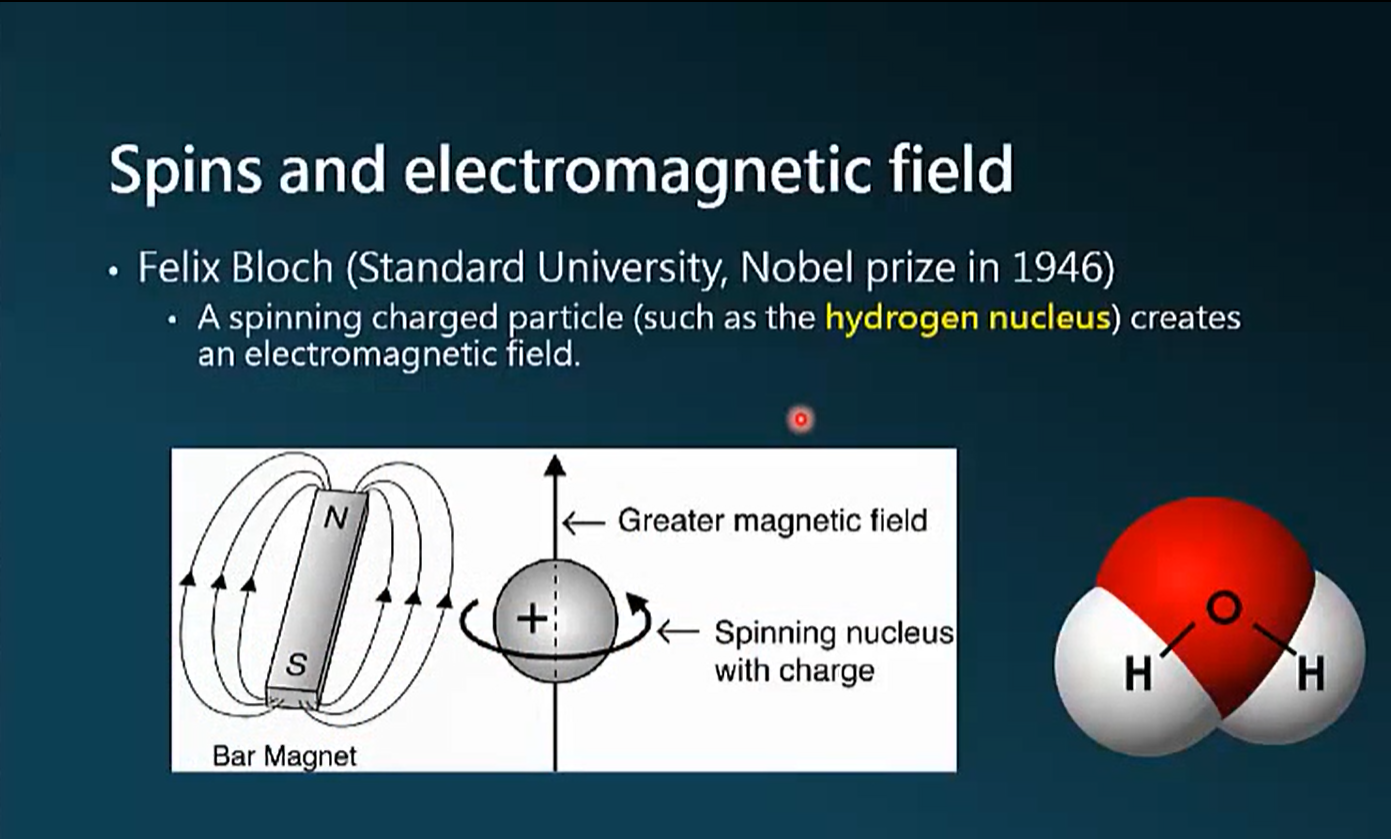 Spins and electromagnetic field
• Felix Bloch (Standard University, Nobel prize in 1946)
• A spinning charged particle (such as the hydrogen nucleus) creates
an electromagnetic field.
N
S
Bar Magnet
Greater magnetic field
+
Spinning nucleus
with charge
O
H H